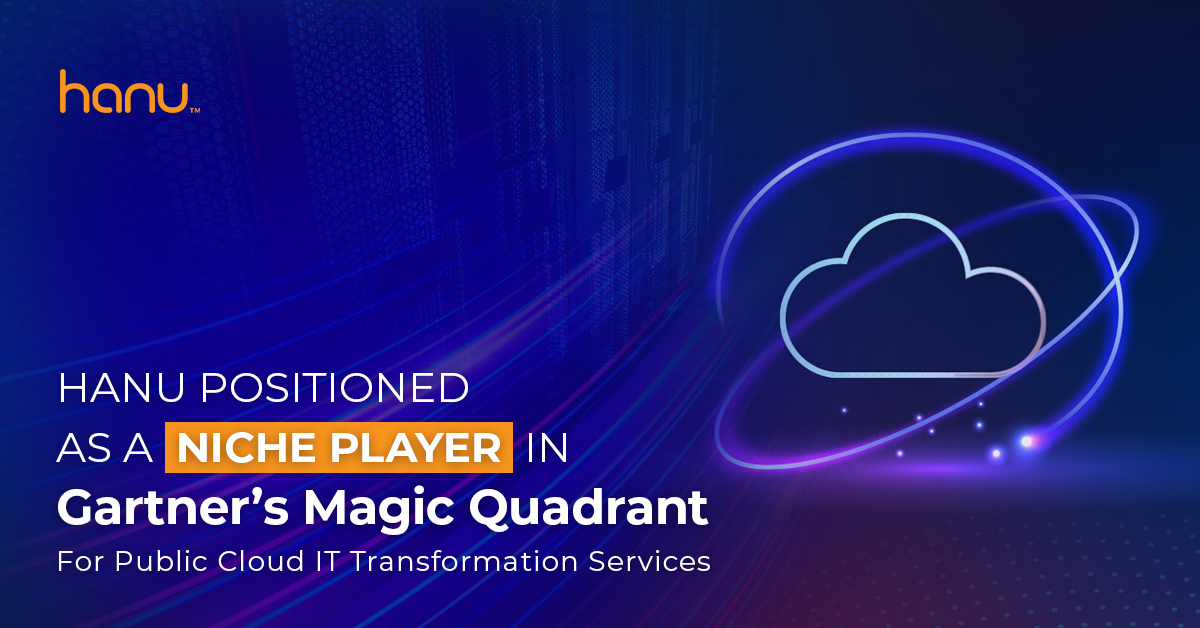 hanu™
HANU POSITIONED
AS A NICHE PLAYER IN
Gartner's Magic Quadrant
For Public Cloud IT Transformation Services